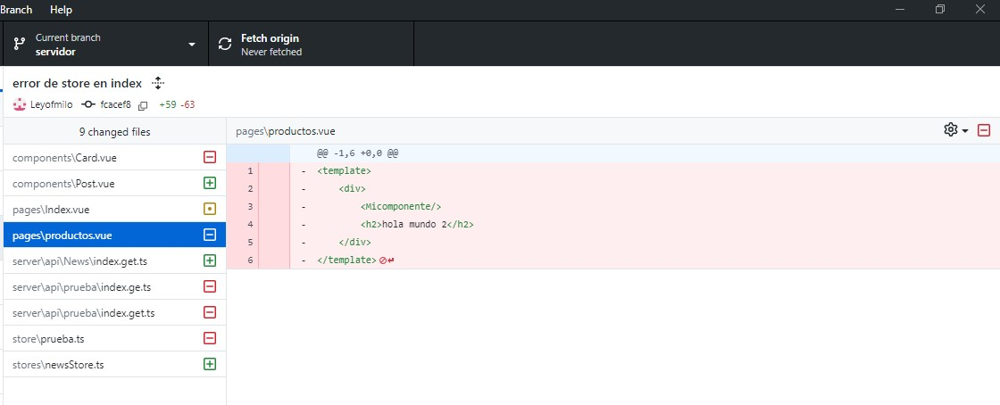 Branch Help
Current branch
servidor
Fetch origin
Never fetched
error de store en index
Leyofmilo fcacef8 +59 -63
9 changed files
pages\productos.vue
components\Card.vue
components\Post.vue
pages\Index.vue
pages\productos.vue
server\api\News\index.get.ts
server\api\prueba\index.ge.ts
server\api\prueba\index.get.ts
store\prueba.ts
stores\newsStore.ts
@@ -1,6 +0,0 @@
1 - <template>
2 - <div>
3 - <Micomponente/>
4 - <h2>hola mundo 2</h2>
5 - </div>
6 - </template>